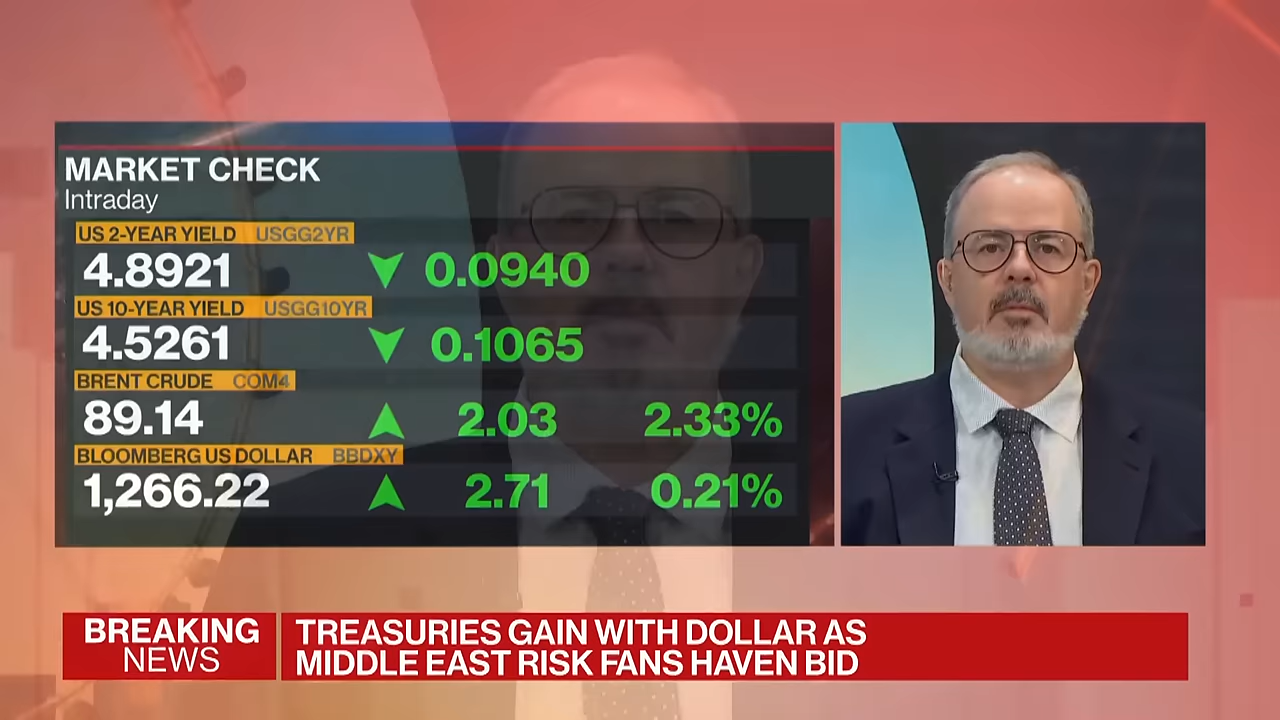 MARKET CHECK
Intraday
US 2-YEAR YIELD USGG2YR
4.8921 ▼ 0.0940
US 10-YEAR YIELD USGG10YR
4.5261 ▼ 0.1065
BRENT CRUDE COM4
89.14 ▲ 2.03 2.33%
BLOOMBERG US DOLLAR BBDXY
1,266.22 ▲ 2.71 0.21%
BREAKING
NEWS
TREASURIES GAIN WITH DOLLAR AS
MIDDLE EAST RISK FANS HAVEN BID